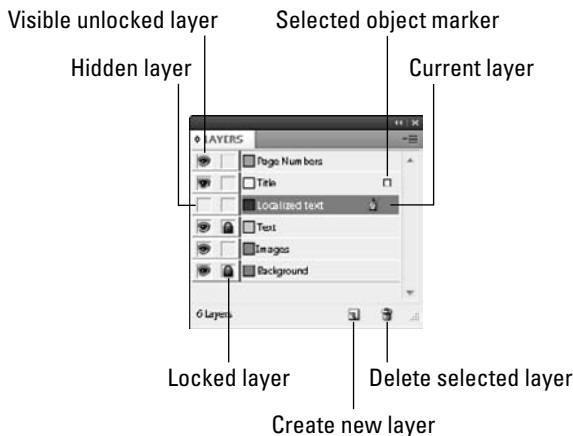 Visible unlocked layer
Selected object marker
Hidden layer
Current layer
LAYERS
Page Numbers
Title
Localized text
Text
Images
Background
6 Layers
Locked layer
Delete selected layer
Create new layer